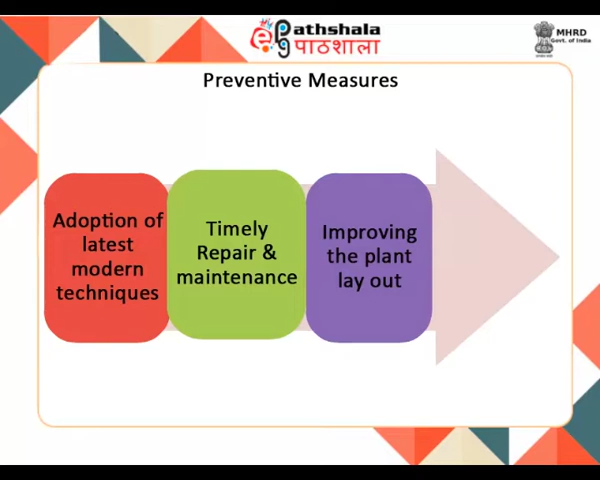 e pg Pathshala
पाठशाला
MHRD
Govt. of India
Preventive Measures
Adoption of
latest
modern
techniques
Timely
Repair &
maintenance
Improving
the plant
lay out